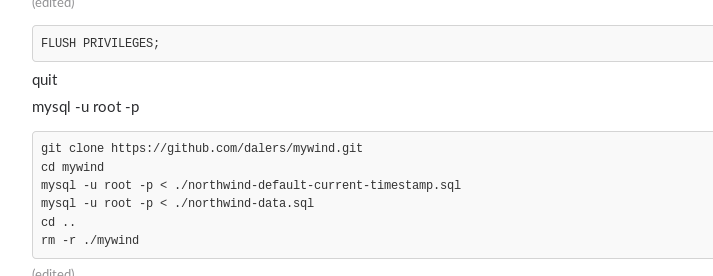 (edited)
FLUSH PRIVILEGES;
quit
mysql -u root -p
git clone https://github.com/dalers/mywind.git
cd mywind
mysql -u root -p < ./northwind-default-current-timestamp.sql
mysql -u root -p < ./northwind-data.sql
cd ..
rm -r ./mywind
(edited)